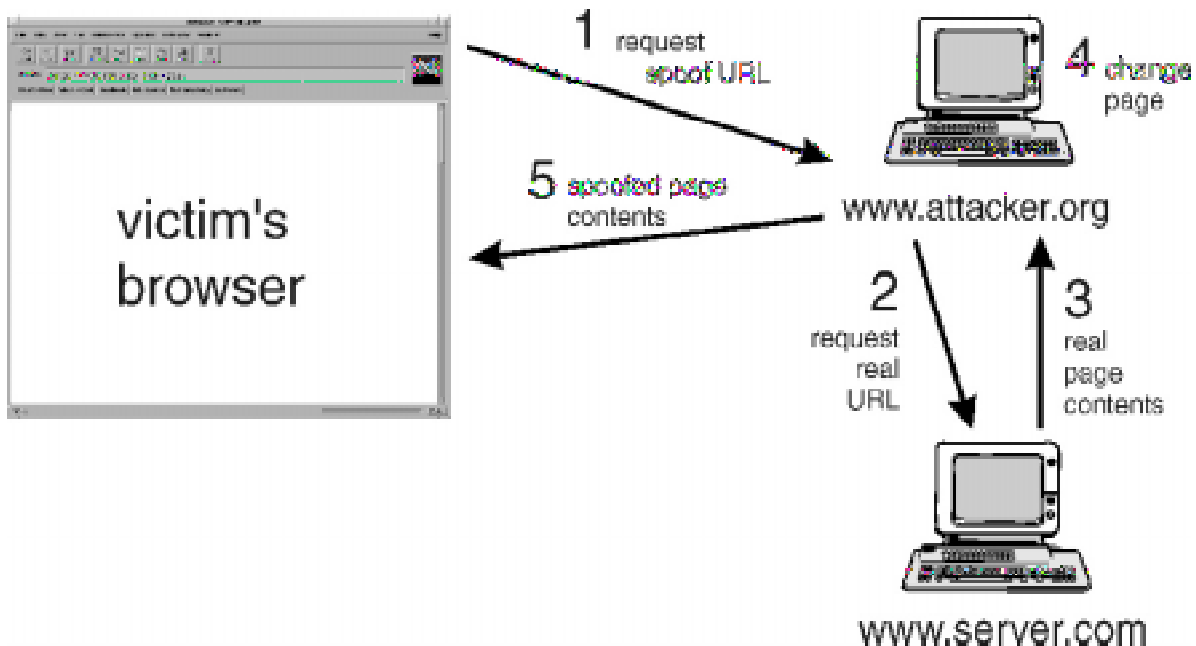 1 request
spoof URL
4 change
page
5 spoofed page
contents
www.attacker.org
victim's
browser
2
request
real
URL
3
real
page
contents
www.server.com